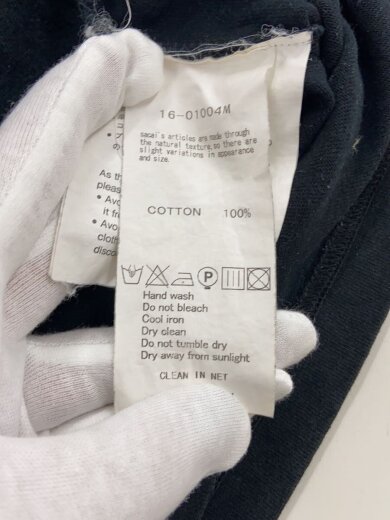 16-01004M
sacai's articles are made through
the natural texture, so there are
slight variations in appearance
and size.
COTTON 100%
P
Hand wash
Do not bleach
Cool iron
Dry clean
Do not tumble dry
Dry away from sunlight
CLEAN IN NET
As th
pleas
• Avo
it fr
• Avo
cloth
disco